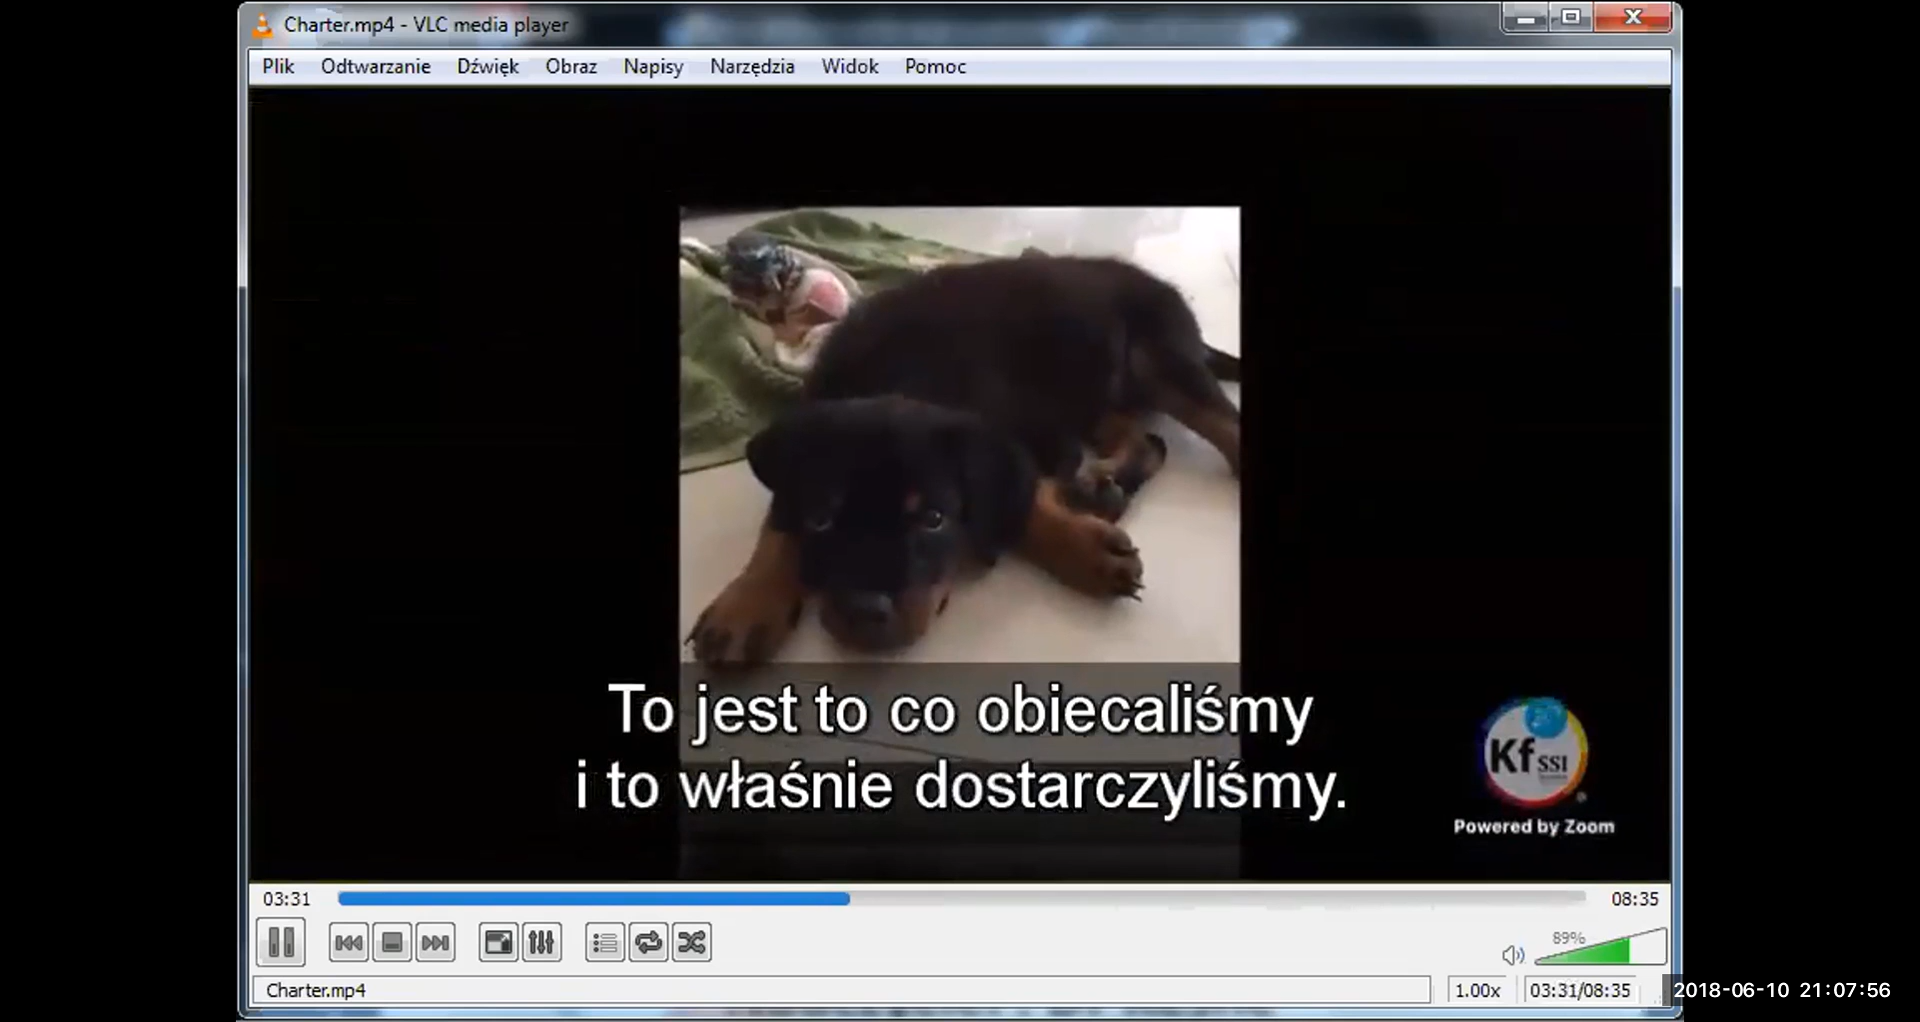 Charter.mp4 - VLC media player
Plik Odtwarzanie Dźwięk Obraz Napisy Narzędzia Widok Pomoc
To jest to co obiecaliśmy
i to właśnie dostarczyliśmy.
Kf SSI
Powered by Zoom
03:31 08:35
89%
Charter.mp4 1.00x 03:31/08:35
2018-06-10 21:07:56